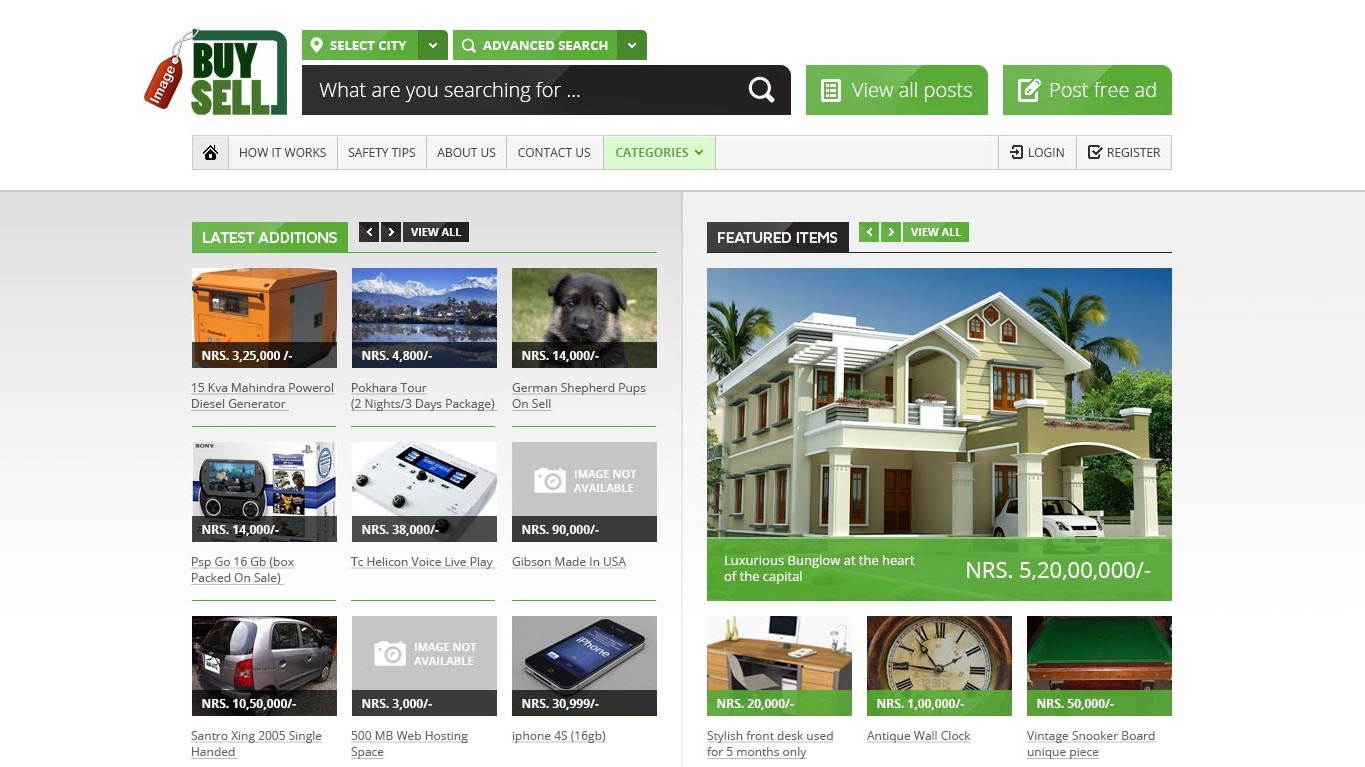 Image
BUY
SELL
SELECT CITY
ADVANCED SEARCH
What are you searching for ...
View all posts
Post free ad
HOW IT WORKS
SAFETY TIPS
ABOUT US
CONTACT US
CATEGORIES
LOGIN
REGISTER
LATEST ADDITIONS
VIEW ALL
NRS. 3,25,000 /-
15 Kva Mahindra Powerol
Diesel Generator
NRS. 4,800/-
Pokhara Tour
(2 Nights/3 Days Package)
NRS. 14,000/-
German Shepherd Pups
On Sell
SONY
NRS. 14,000/-
Psp Go 16 Gb (box
Packed On Sale)
NRS. 38,000/-
Tc Helicon Voice Live Play
IMAGE NOT
AVAILABLE
NRS. 90,000/-
Gibson Made In USA
NRS. 10,50,000/-
Santro Xing 2005 Single
Handed
IMAGE NOT
AVAILABLE
NRS. 3,000/-
500 MB Web Hosting
Space
iPhone
NRS. 30,999/-
iphone 4S (16gb)
FEATURED ITEMS
VIEW ALL
Luxurious Bunglow at the heart
of the capital
NRS. 5,20,00,000/-
NRS. 20,000/-
Stylish front desk used
for 5 months only
NRS. 1,00,000/-
Antique Wall Clock
NRS. 50,000/-
Vintage Snooker Board
unique piece